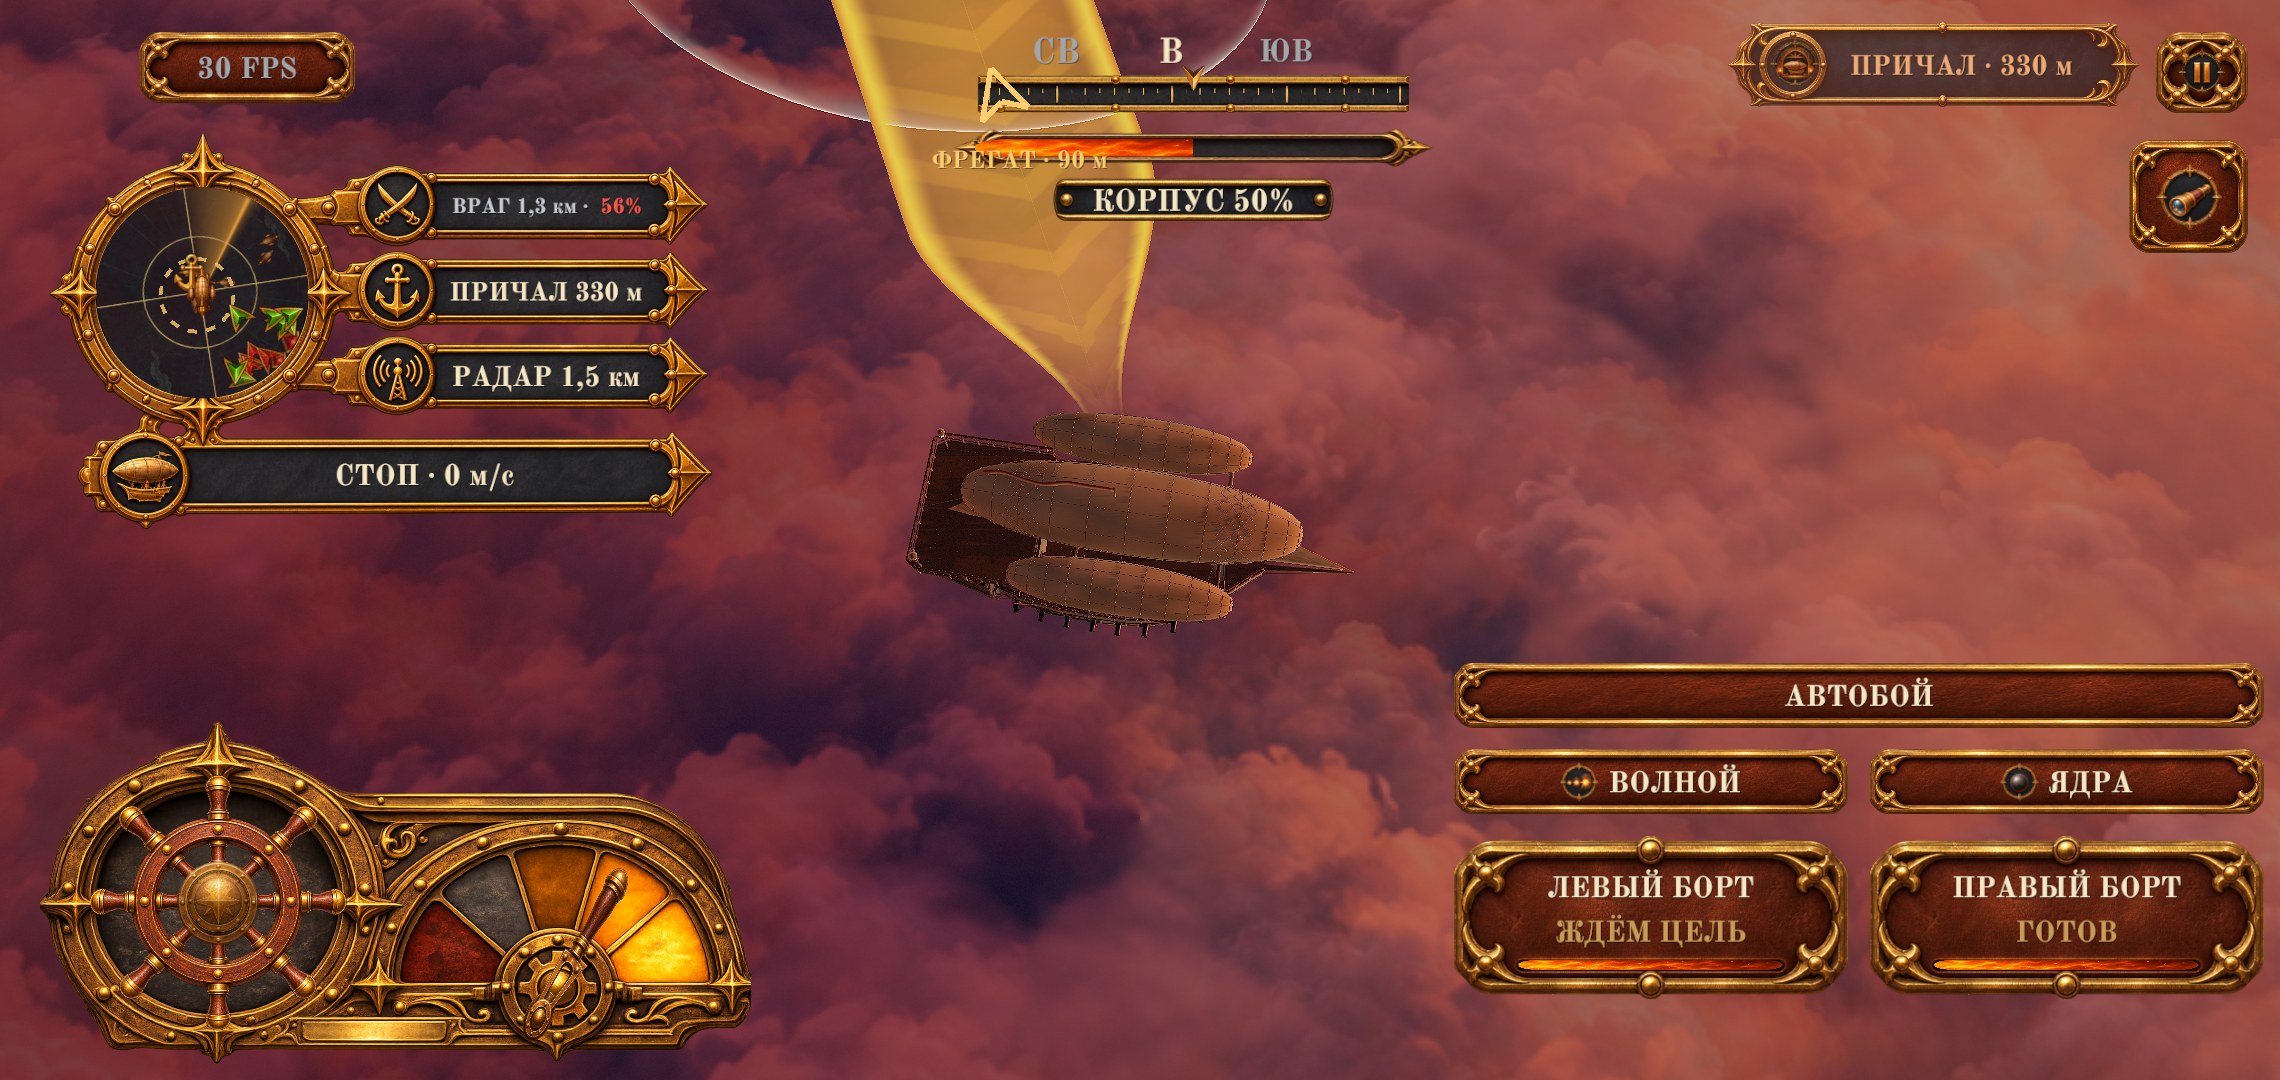 30 FPS
СВ В ЮВ
ПРИЧАЛ · 330 м
ФРЕГАТ · 90 м
КОРПУС 50%
ВРАГ 1,3 км · 56%
ПРИЧАЛ 330 м
РАДАР 1,5 км
СТОП · 0 м/с
АВТОБОЙ
ВОЛНОЙ
ЯДРА
ЛЕВЫЙ БОРТ
ЖДЁМ ЦЕЛЬ
ПРАВЫЙ БОРТ
ГОТОВ